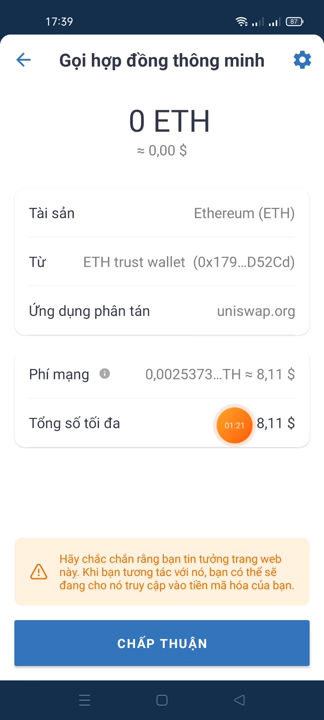 17:39
87
Gọi hợp đồng thông minh
0 ETH
≈ 0,00 $
Tài sản Ethereum (ETH)
Từ ETH trust wallet (0x179...D52Cd)
Ứng dụng phân tán uniswap.org
Phí mạng 0,0025373...TH ≈ 8,11 $
Tổng số tối đa 01:21 8,11 $
Hãy chắc chắn rằng bạn tin tưởng trang web
này. Khi bạn tương tác với nó, bạn có thể sẽ
đang cho nó truy cập vào tiền mã hóa của bạn.
CHẤP THUẬN